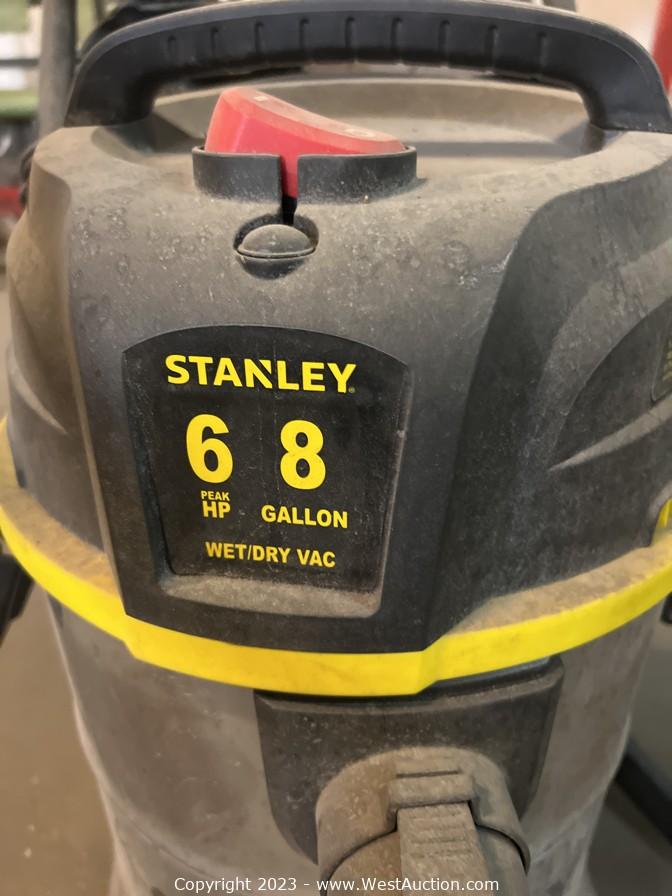 STANLEY
6 8
PEAK
HP GALLON
WET/DRY VAC
Copyright 2023 - www.WestAuction.com